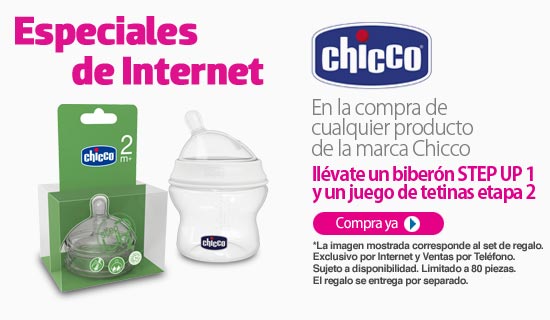 Especiales
de Internet
chicco
En la compra de
cualquier producto
de la marca Chicco
llévate un biberón STEP UP 1
y un juego de tetinas etapa 2
Compra ya
*La imagen mostrada corresponde al set de regalo.
Exclusivo por Internet y Ventas por Teléfono.
Sujeto a disponibilidad. Limitado a 80 piezas.
El regalo se entrega por separado.
2
m+
chicco
chicco